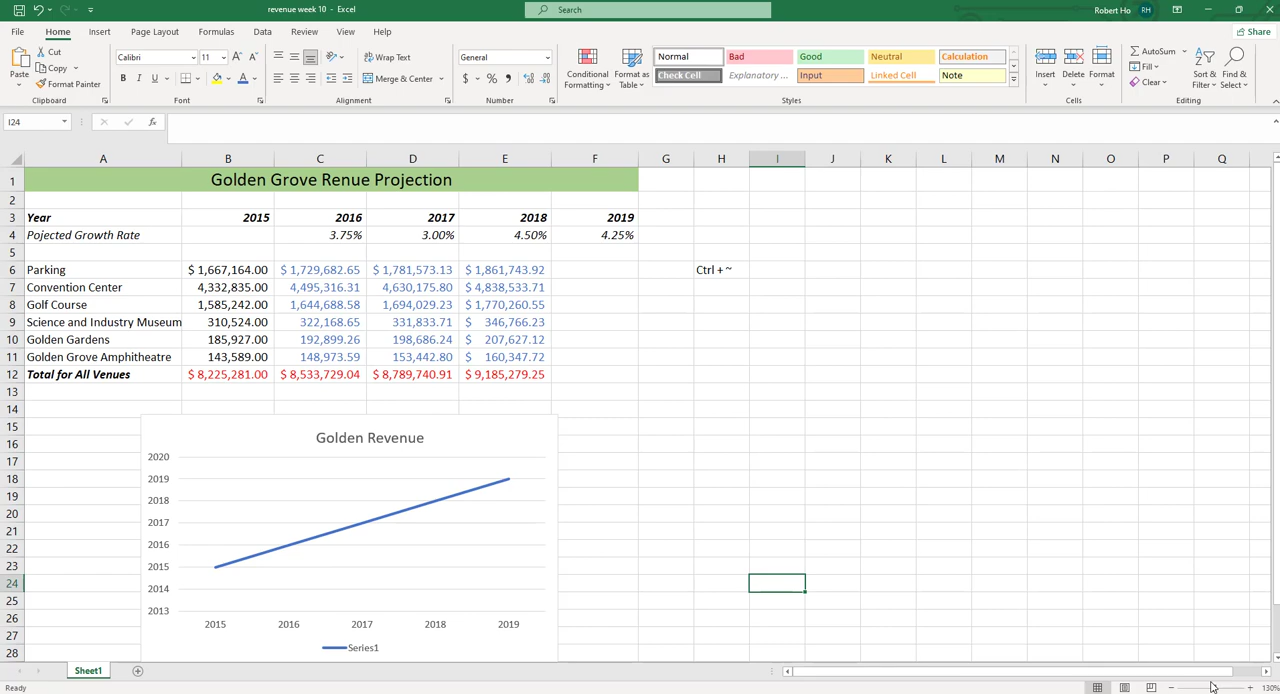 revenue week 10 - Excel
Search
Robert Ho RH
File Home Insert Page Layout Formulas Data Review View Help Share
Paste Cut Copy Format Painter Clipboard
Calibri 11 A A B I U A Font
Wrap Text Merge & Center Alignment
General $ % , Number
Conditional Formatting Format as Table
Normal Bad Good Neutral Calculation
Check Cell Explanatory ... Input Linked Cell Note
Styles
Insert Delete Format Cells
AutoSum Fill Clear Sort & Filter Find & Select Editing
I24 fx
A B C D E F G H I J K L M N O P Q
1 Golden Grove Renue Projection
2
3 Year 2015 2016 2017 2018 2019
4 Pojected Growth Rate 3.75% 3.00% 4.50% 4.25%
5
6 Parking $ 1,667,164.00 $ 1,729,682.65 $ 1,781,573.13 $ 1,861,743.92 Ctrl + ~
7 Convention Center 4,332,835.00 4,495,316.31 4,630,175.80 $ 4,838,533.71
8 Golf Course 1,585,242.00 1,644,688.58 1,694,029.23 $ 1,770,260.55
9 Science and Industry Museum 310,524.00 322,168.65 331,833.71 $ 346,766.23
10 Golden Gardens 185,927.00 192,899.26 198,686.24 $ 207,627.12
11 Golden Grove Amphitheatre 143,589.00 148,973.59 153,442.80 $ 160,347.72
12 Total for All Venues $ 8,225,281.00 $ 8,533,729.04 $ 8,789,740.91 $ 9,185,279.25
13
14
15
16
17
18
19
20
21
22
23
24
25
26
27
28
Golden Revenue
2020
2019
2018
2017
2016
2015
2014
2013
2015 2016 2017 2018 2019
Series1
Sheet1
Ready 130%